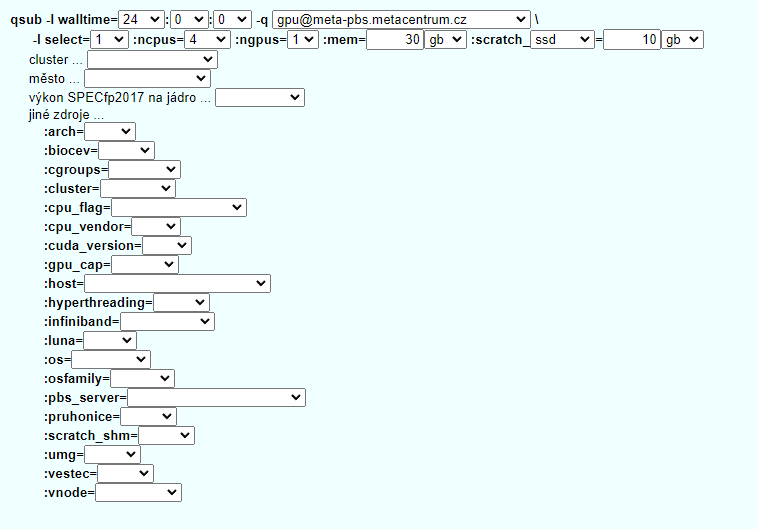 qsub -l walltime= 24 : 0 : 0 -q gpu@meta-pbs.metacentrum.cz \
-l select= 1 :ncpus= 4 :ngpus= 1 :mem= 30 gb :scratch_ ssd = 10 gb
cluster ...
město ...
výkon SPECfp2017 na jádro ...
jiné zdroje ...
:arch=
:biocev=
:cgroups=
:cluster=
:cpu_flag=
:cpu_vendor=
:cuda_version=
:gpu_cap=
:host=
:hyperthreading=
:infiniband=
:luna=
:os=
:osfamily=
:pbs_server=
:pruhonice=
:scratch_shm=
:umg=
:vestec=
:vnode=